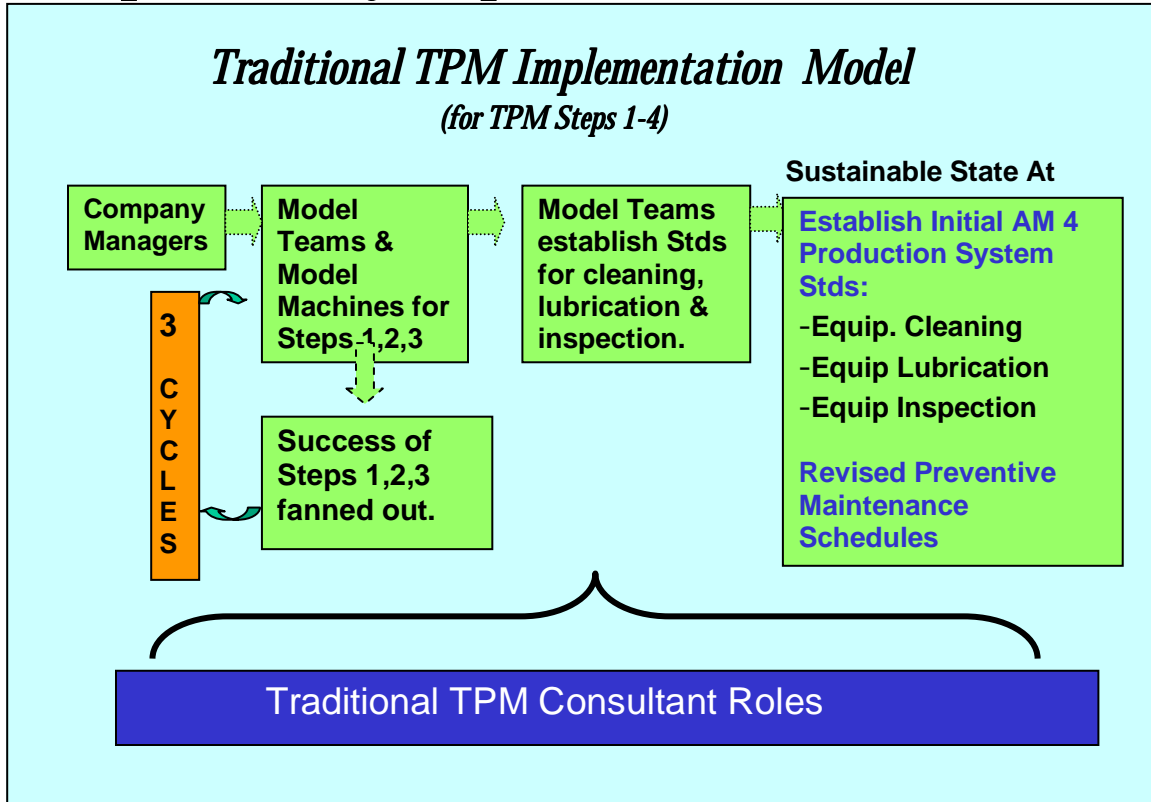 Traditional TPM Implementation Model
(for TPM Steps 1-4)
Sustainable State At
Company
Managers
Model
Teams &
Model
Machines for
Steps 1,2,3
Model Teams
establish Stds
for cleaning,
lubrication &
inspection.
Establish Initial AM 4
Production System
Stds:
-Equip. Cleaning
-Equip Lubrication
-Equip Inspection
Revised Preventive
Maintenance
Schedules
3
C
Y
C
L
E
S
Success of
Steps 1,2,3
fanned out.
Traditional TPM Consultant Roles